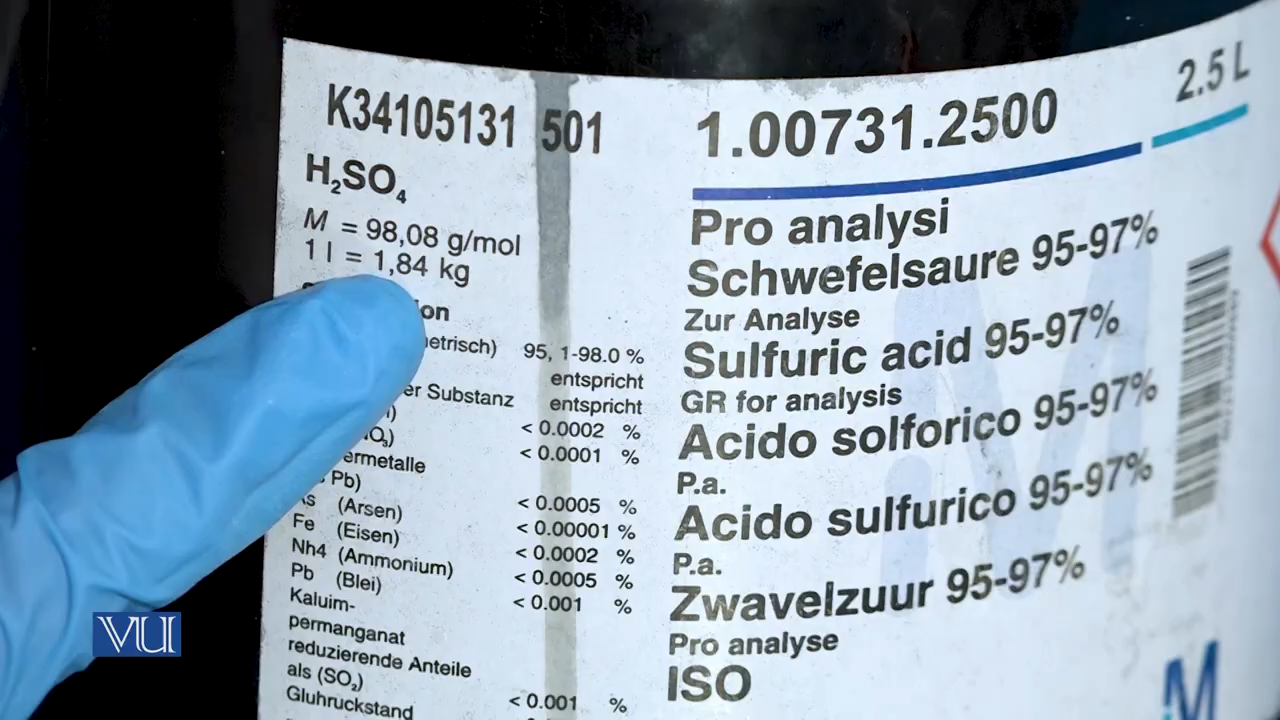 K34105131 501
H₂SO₄
M = 98,08 g/mol
1 l = 1,84 kg
on
etrisch) 95, 1-98.0 %
entspricht
er Substanz entspricht
< 0.0002 %
< 0.0001 %
ermetalle
Pb) < 0.0005 %
(Arsen) < 0.00001 %
Fe (Eisen) < 0.0002 %
Nh4 (Ammonium) < 0.0005 %
Pb (Blei) < 0.001 %
Kaluim-
permanganat
reduzierende Anteile
als (SO₂) < 0.001 %
Gluhruckstand
2.5 L
1.00731.2500
Pro analysi
Schwefelsaure 95-97%
Zur Analyse
Sulfuric acid 95-97%
GR for analysis
Acido solforico 95-97%
P.a.
Acido sulfurico 95-97%
P.a.
Zwavelzuur 95-97%
Pro analyse
ISO
M
VU